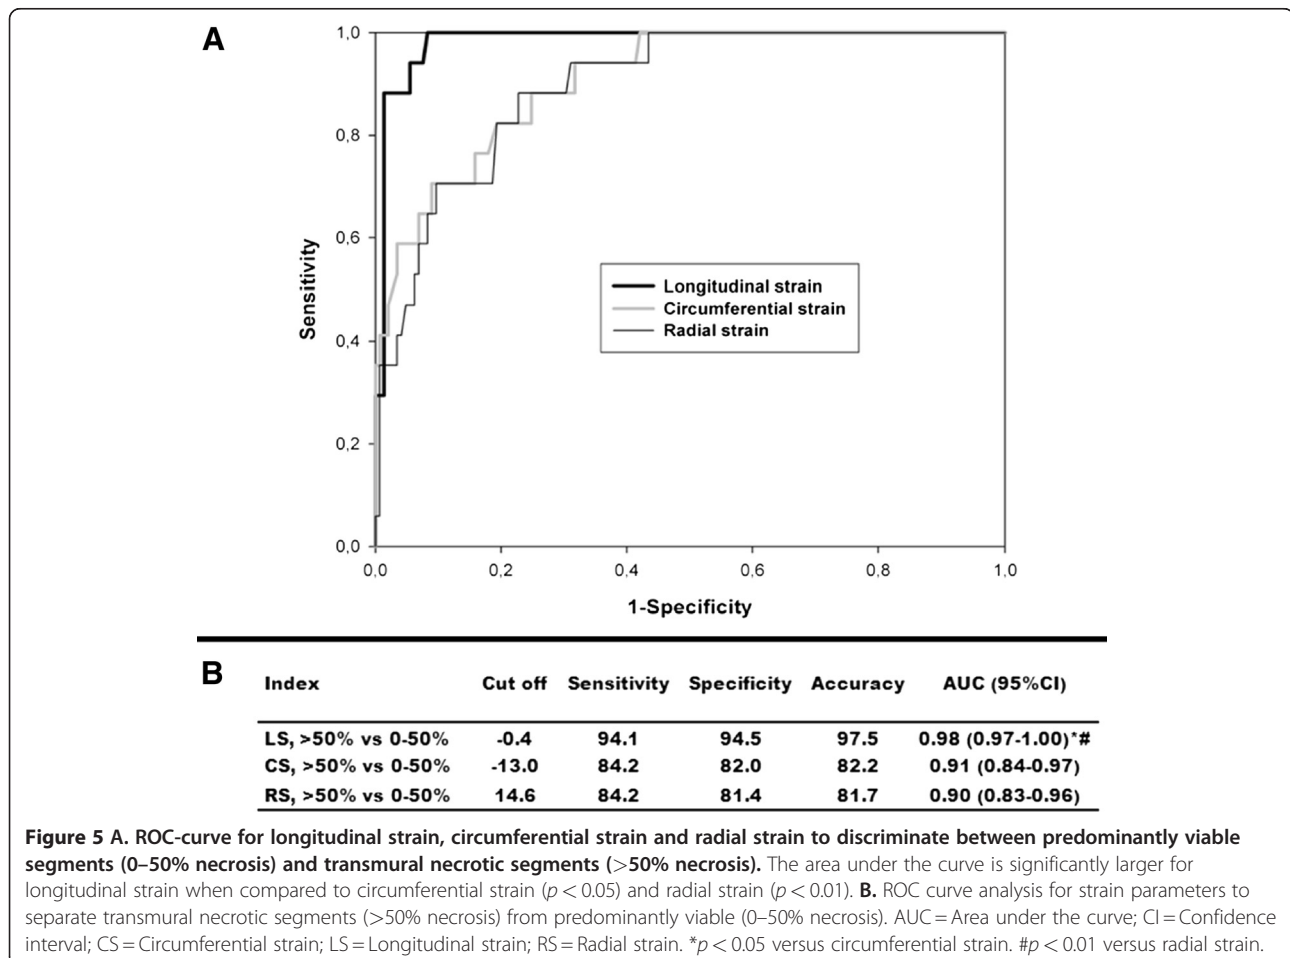 A
1,0
0,8
0,6
0,4
0,2
0,0
Sensitivity
Longitudinal strain
Circumferential strain
Radial strain
0,0 0,2 0,4 0,6 0,8 1,0
1-Specificity
B
Index Cut off Sensitivity Specificity Accuracy AUC (95%CI)
LS, >50% vs 0-50% -0.4 94.1 94.5 97.5 0.98 (0.97-1.00)*#
CS, >50% vs 0-50% -13.0 84.2 82.0 82.2 0.91 (0.84-0.97)
RS, >50% vs 0-50% 14.6 84.2 81.4 81.7 0.90 (0.83-0.96)
Figure 5 A. ROC-curve for longitudinal strain, circumferential strain and radial strain to discriminate between predominantly viable
segments (0–50% necrosis) and transmural necrotic segments (>50% necrosis). The area under the curve is significantly larger for
longitudinal strain when compared to circumferential strain (p < 0.05) and radial strain (p < 0.01). B. ROC curve analysis for strain parameters to
separate transmural necrotic segments (>50% necrosis) from predominantly viable (0–50% necrosis). AUC = Area under the curve; CI = Confidence
interval; CS = Circumferential strain; LS = Longitudinal strain; RS = Radial strain. *p < 0.05 versus circumferential strain. #p < 0.01 versus radial strain.